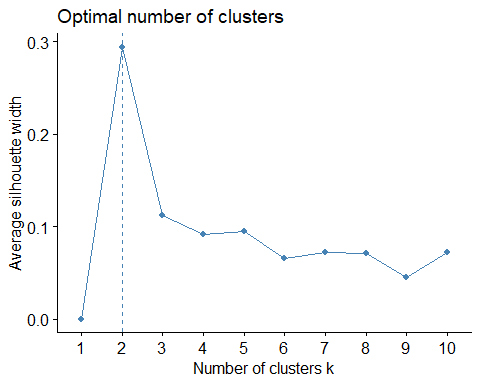 Optimal number of clusters
Average silhouette width
0.3
0.2
0.1
0.0
1 2 3 4 5 6 7 8 9 10
Number of clusters k